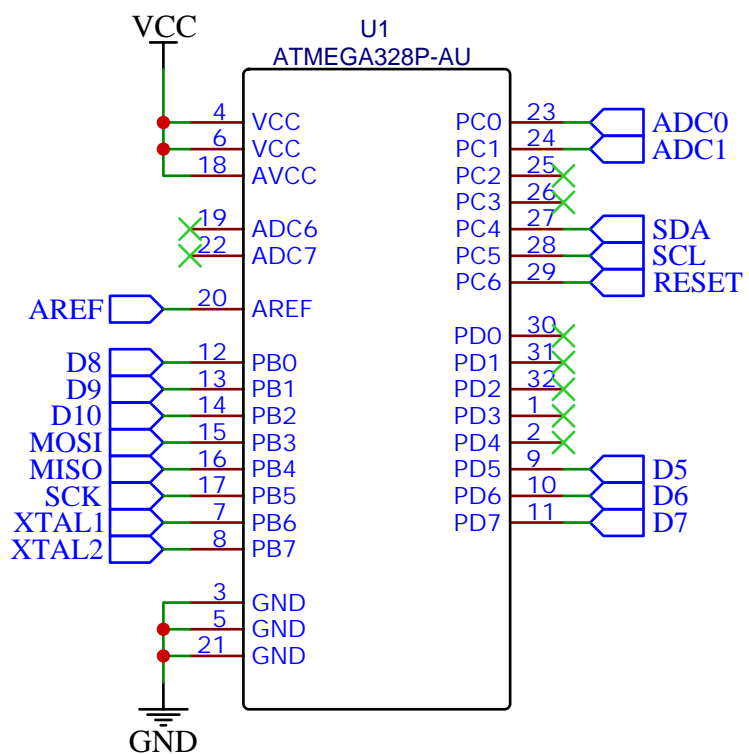 VCC
U1
ATMEGA328P-AU
4 VCC PC0 23 ADC0
6 VCC PC1 24 ADC1
18 AVCC PC2 25
PC3 26
19 ADC6 PC4 27 SDA
22 ADC7 PC5 28 SCL
PC6 29 RESET
AREF 20 AREF
PD0 30
D8 12 PB0 PD1 31
D9 13 PB1 PD2 32
D10 14 PB2 PD3 1
MOSI 15 PB3 PD4 2
MISO 16 PB4 PD5 9 D5
SCK 17 PB5 PD6 10 D6
XTAL1 7 PB6 PD7 11 D7
XTAL2 8 PB7
3 GND
5 GND
21 GND
GND